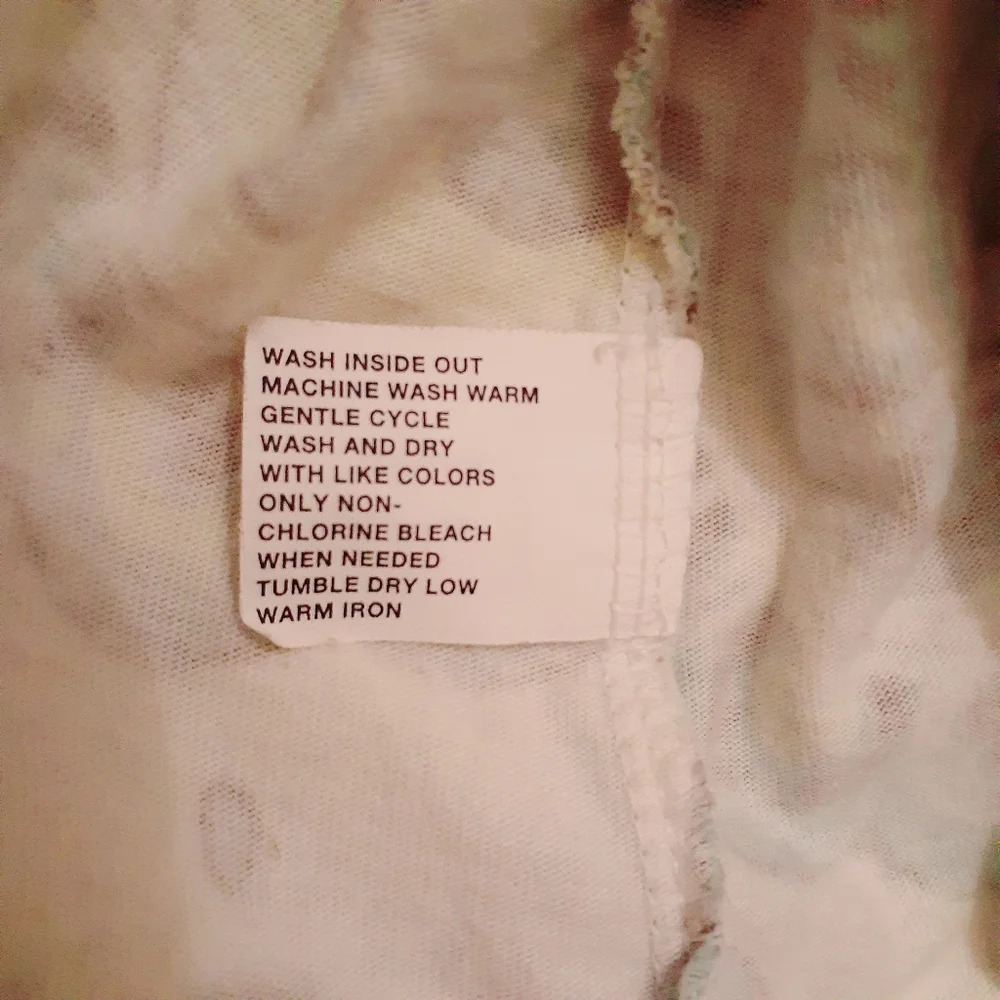 WASH INSIDE OUT
MACHINE WASH WARM
GENTLE CYCLE
WASH AND DRY
WITH LIKE COLORS
ONLY NON-
CHLORINE BLEACH
WHEN NEEDED
TUMBLE DRY LOW
WARM IRON